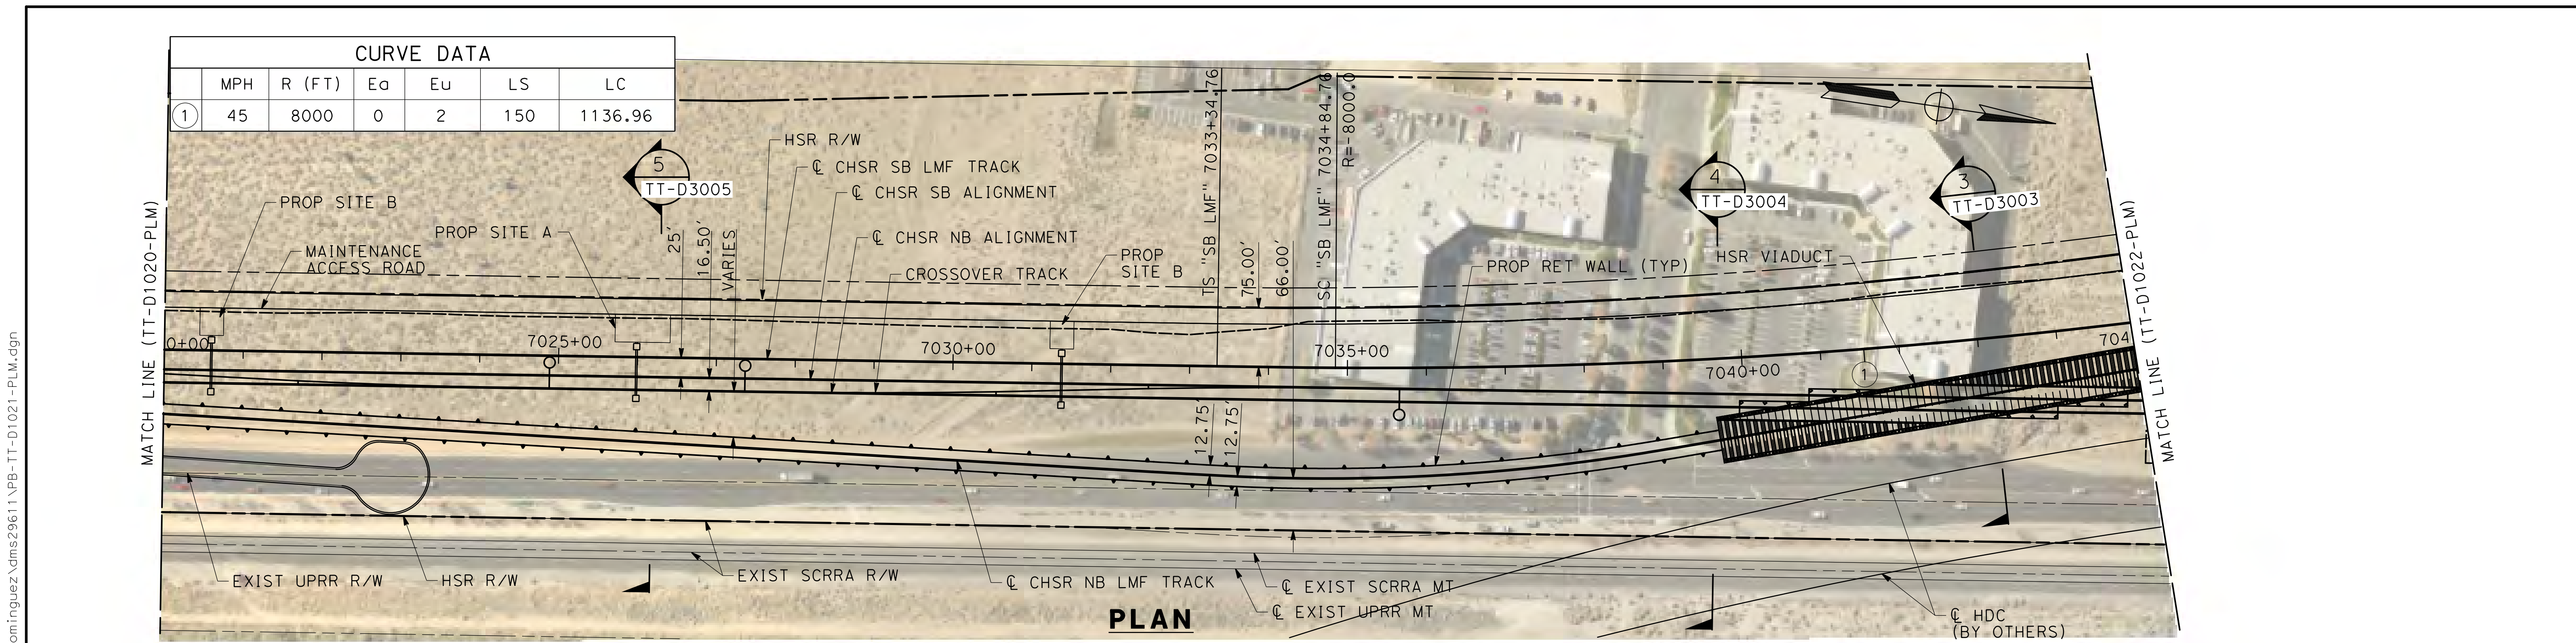 CURVE DATA
MPH R (FT) Ea Eu LS LC
1 45 8000 0 2 150 1136.96
HSR R/W
℄ CHSR SB LMF TRACK
℄ CHSR SB ALIGNMENT
℄ CHSR NB ALIGNMENT
CROSSOVER TRACK
5
TT-D3005
PROP SITE B
PROP SITE A
MAINTENANCE
ACCESS ROAD
25'
16.50'
VARIES
PROP
SITE B
TS "SB LMF" 7033+34.76
75.00'
66.00'
SC "SB LMF" 7034+84.76
R=-8000.0
4
TT-D3004
3
TT-D3003
PROP RET WALL (TYP)
HSR VIADUCT
MATCH LINE (TT-D1020-PLM)
MATCH LINE (TT-D1022-PLM)
0+00
7025+00
7030+00
7035+00
7040+00
704
1
12.75'
12.75'
EXIST UPRR R/W
HSR R/W
EXIST SCRRA R/W
℄ CHSR NB LMF TRACK
℄ EXIST SCRRA MT
℄ EXIST UPRR MT
℄ HDC
(BY OTHERS)
PLAN
ominguez\dms29611\PB-TT-D1021-PLM.dgn